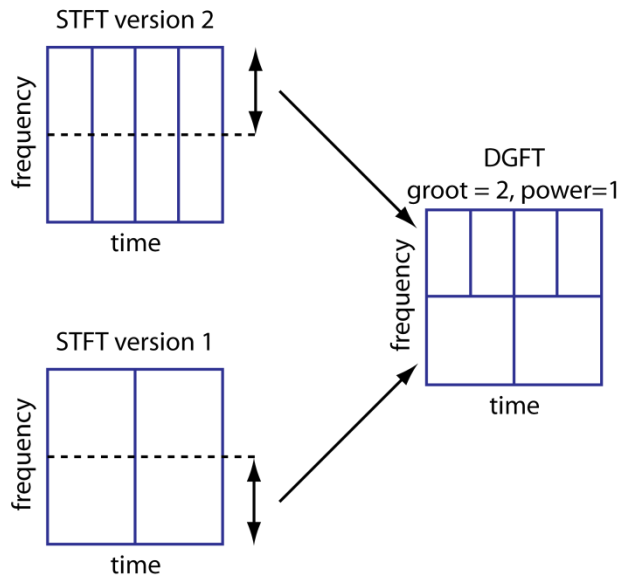 STFT version 2
frequency
time
DGFT
groot = 2, power=1
frequency
time
STFT version 1
frequency
time